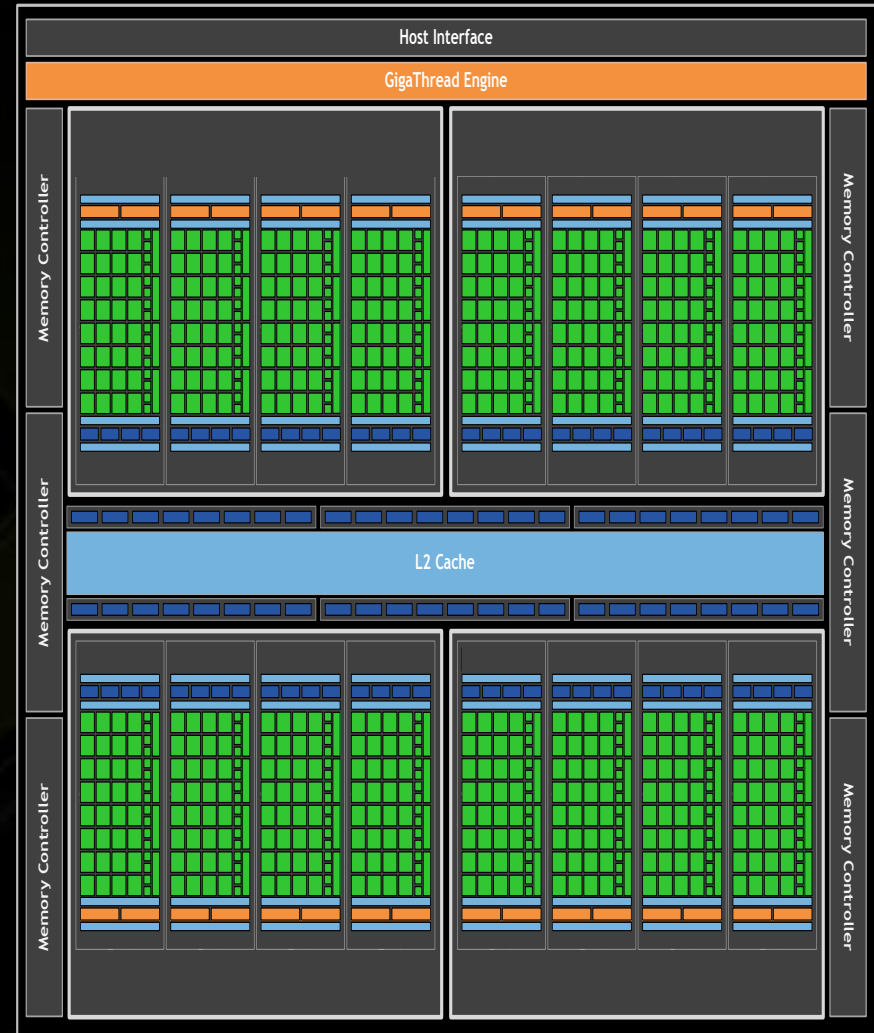 Host Interface
GigaThread Engine
Memory Controller
Memory Controller
Memory Controller
L2 Cache
Memory Controller
Memory Controller
Memory Controller